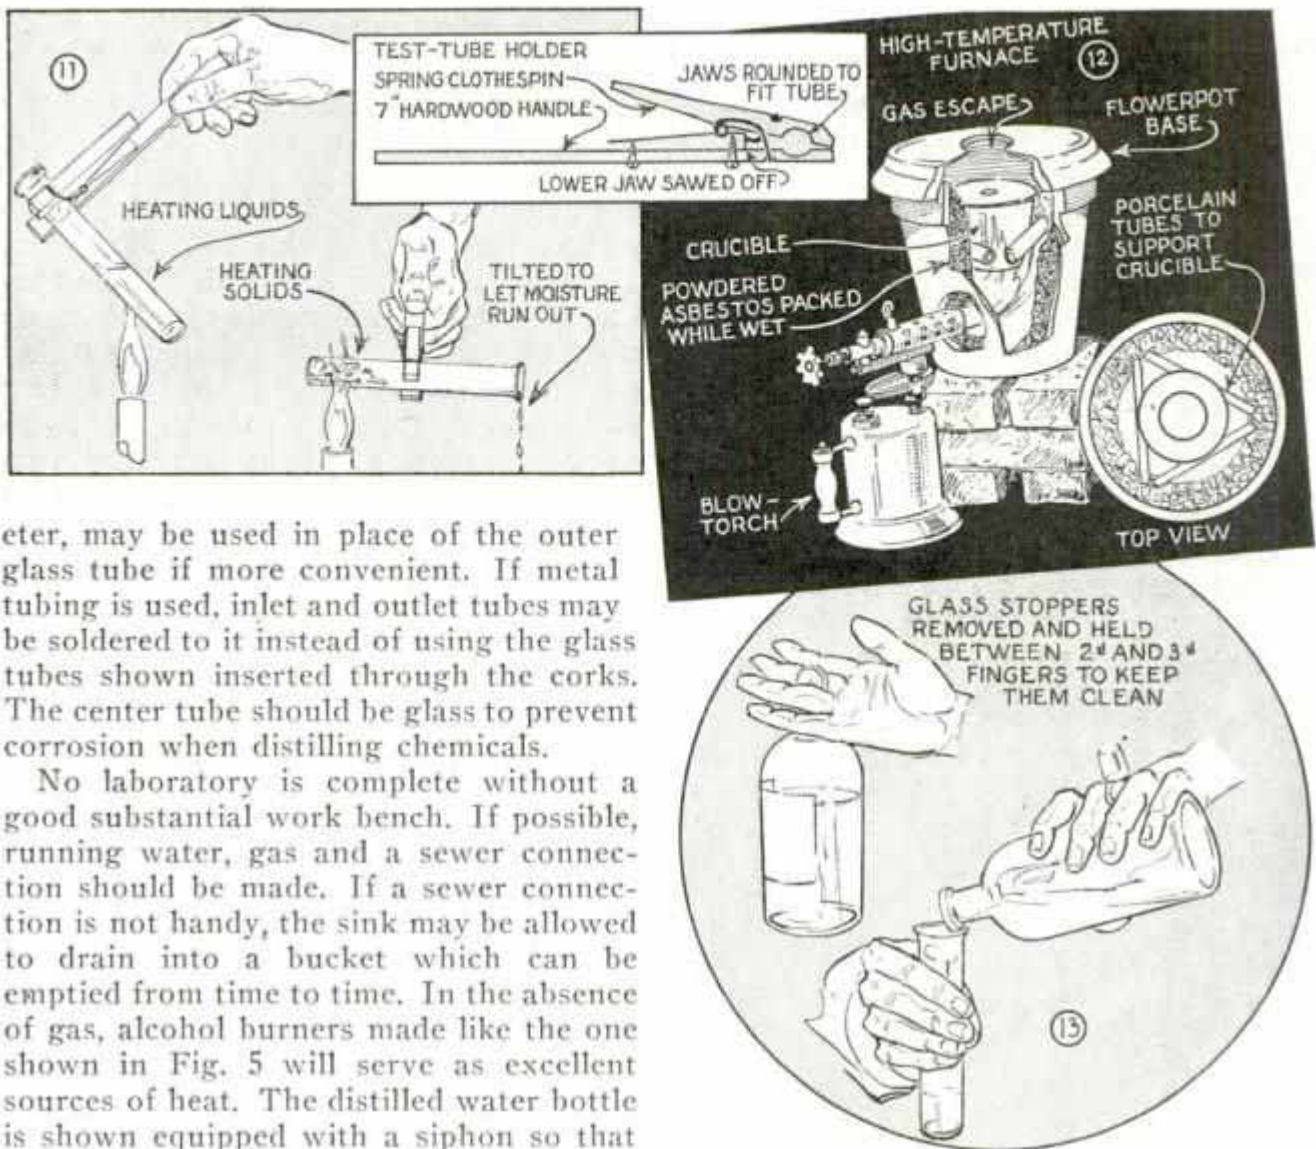 11
HEATING LIQUIDS
HEATING
SOLIDS
TILTED TO
LET MOISTURE
RUN OUT
TEST-TUBE HOLDER
SPRING CLOTHESPIN
7" HARDWOOD HANDLE
JAWS ROUNDED TO
FIT TUBE
LOWER JAW SAWED OFF
HIGH-TEMPERATURE
FURNACE
12
GAS ESCAPE
FLOWERPOT
BASE
CRUCIBLE
POWDERED
ASBESTOS PACKED
WHILE WET
PORCELAIN
TUBES TO
SUPPORT
CRUCIBLE
BLOW-
TORCH
TOP VIEW
eter, may be used in place of the outer
glass tube if more convenient. If metal
tubing is used, inlet and outlet tubes may
be soldered to it instead of using the glass
tubes shown inserted through the corks.
The center tube should be glass to prevent
corrosion when distilling chemicals.
No laboratory is complete without a
good substantial work bench. If possible,
running water, gas and a sewer connec-
tion should be made. If a sewer connec-
tion is not handy, the sink may be allowed
to drain into a bucket which can be
emptied from time to time. In the absence
of gas, alcohol burners made like the one
shown in Fig. 5 will serve as excellent
sources of heat. The distilled water bottle
is shown equipped with a siphon so that
GLASS STOPPERS
REMOVED AND HELD
BETWEEN 2d AND 3d
FINGERS TO KEEP
THEM CLEAN
13